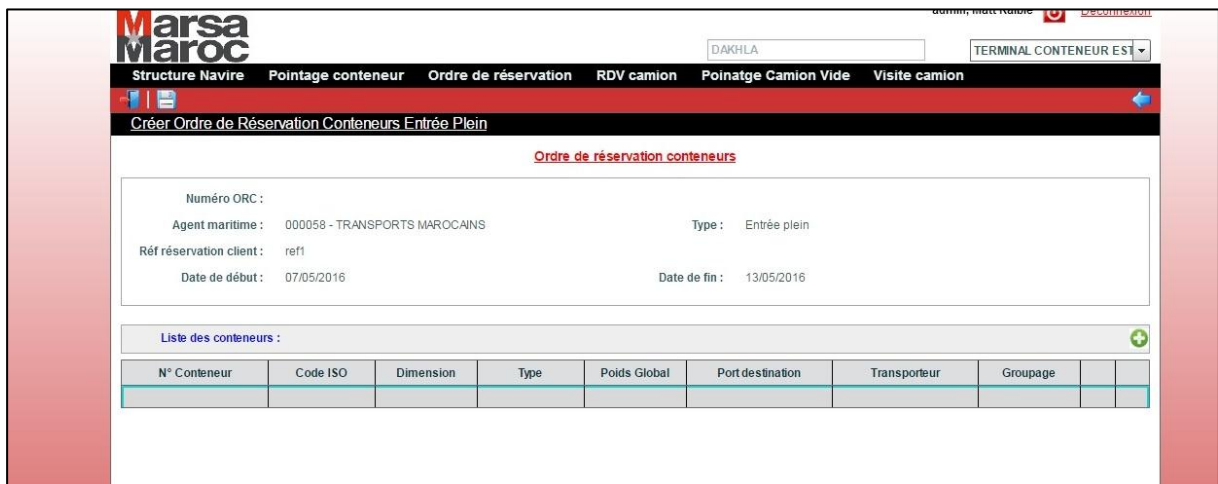 Marsa
Maroc
admin, Matt Raible Déconnexion
DAKHLA TERMINAL CONTENEUR EST
Structure Navire Pointage conteneur Ordre de réservation RDV camion Poinatge Camion Vide Visite camion
Créer Ordre de Réservation Conteneurs Entrée Plein
Ordre de réservation conteneurs
Numéro ORC :
Agent maritime : 000058 - TRANSPORTS MAROCAINS Type : Entrée plein
Réf réservation client : ref1
Date de début : 07/05/2016 Date de fin : 13/05/2016
Liste des conteneurs :
N° Conteneur Code ISO Dimension Type Poids Global Port destination Transporteur Groupage